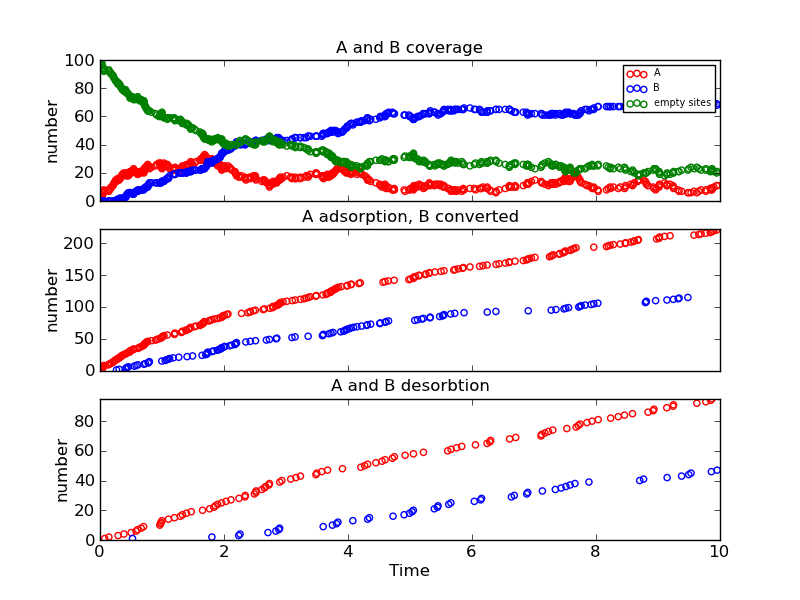 A and B coverage
100
80
60
40
20
0
number
A
B
empty sites
A adsorption, B converted
200
150
100
50
0
number
A and B desorbtion
80
60
40
20
0
number
0 2 4 6 8 10
Time